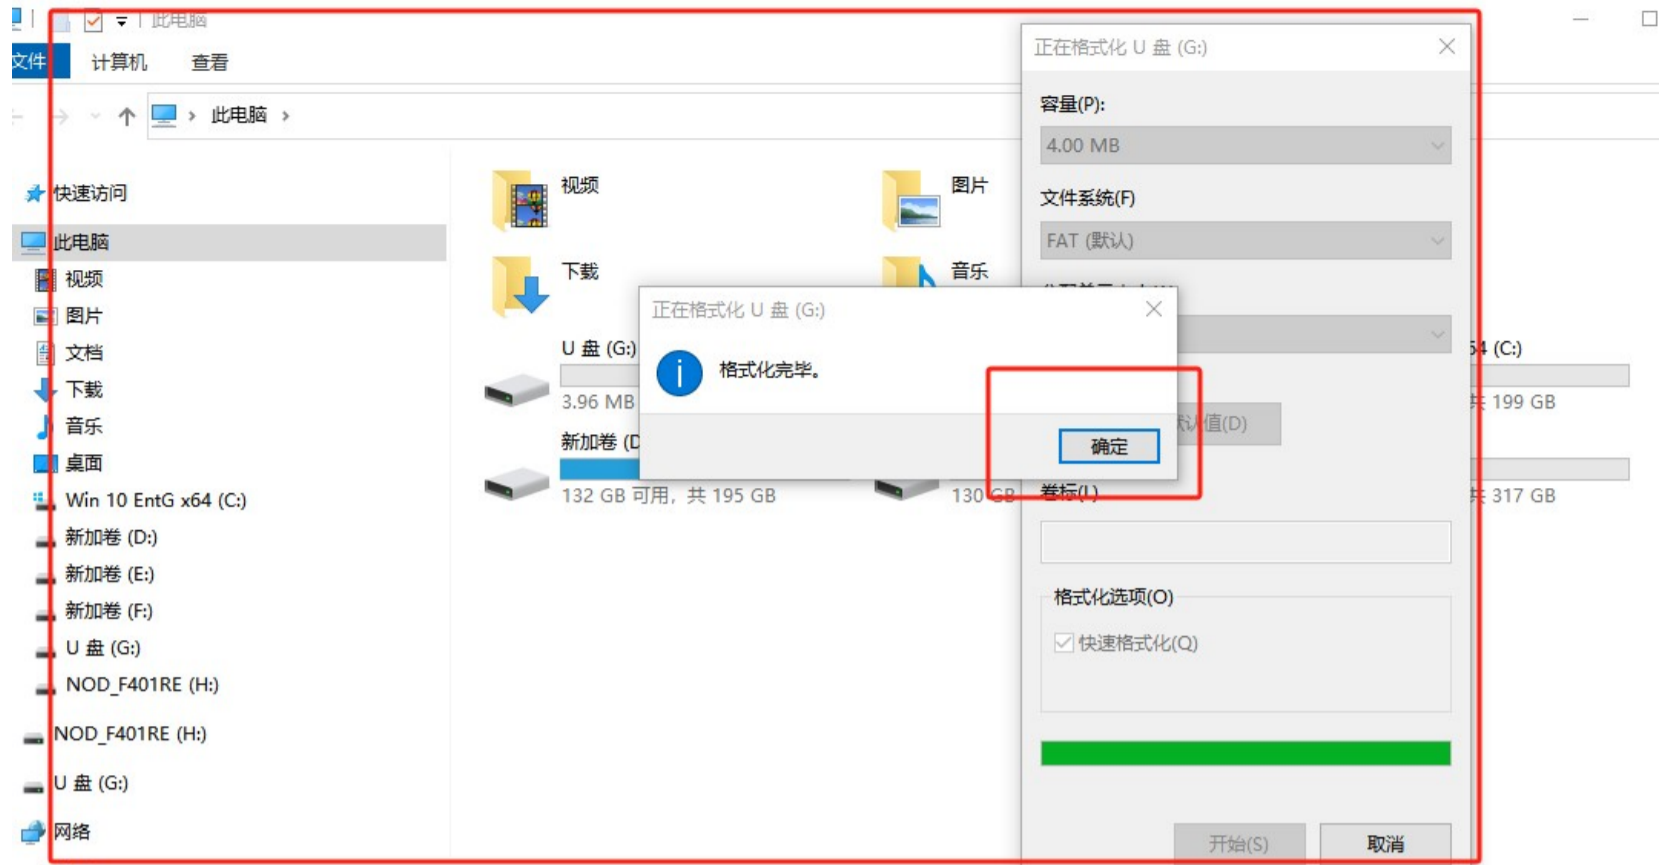 此电脑
文件 计算机 查看
此电脑
快速访问
此电脑
视频
图片
文档
下载
音乐
桌面
Win 10 EntG x64 (C:)
新加卷 (D:)
新加卷 (E:)
新加卷 (F:)
U 盘 (G:)
NOD_F401RE (H:)
NOD_F401RE (H:)
U 盘 (G:)
网络
视频
图片
下载
音乐
U 盘 (G:)
3.96 MB
64 (C:)
共 199 GB
新加卷 (D
132 GB 可用, 共 195 GB
130 GB
共 317 GB
正在格式化 U 盘 (G:)
格式化完毕。
确定
正在格式化 U 盘 (G:)
容量(P):
4.00 MB
文件系统(F)
FAT (默认)
认值(D)
卷标(L)
格式化选项(O)
快速格式化(Q)
开始(S)
取消